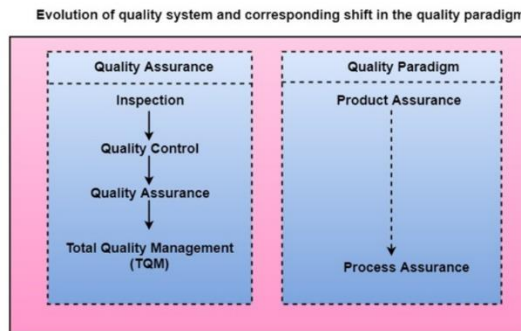 Evolution of quality system and corresponding shift in the quality paradigm
Quality Assurance
Inspection
Quality Control
Quality Assurance
Total Quality Management
(TQM)
Quality Paradigm
Product Assurance
Process Assurance